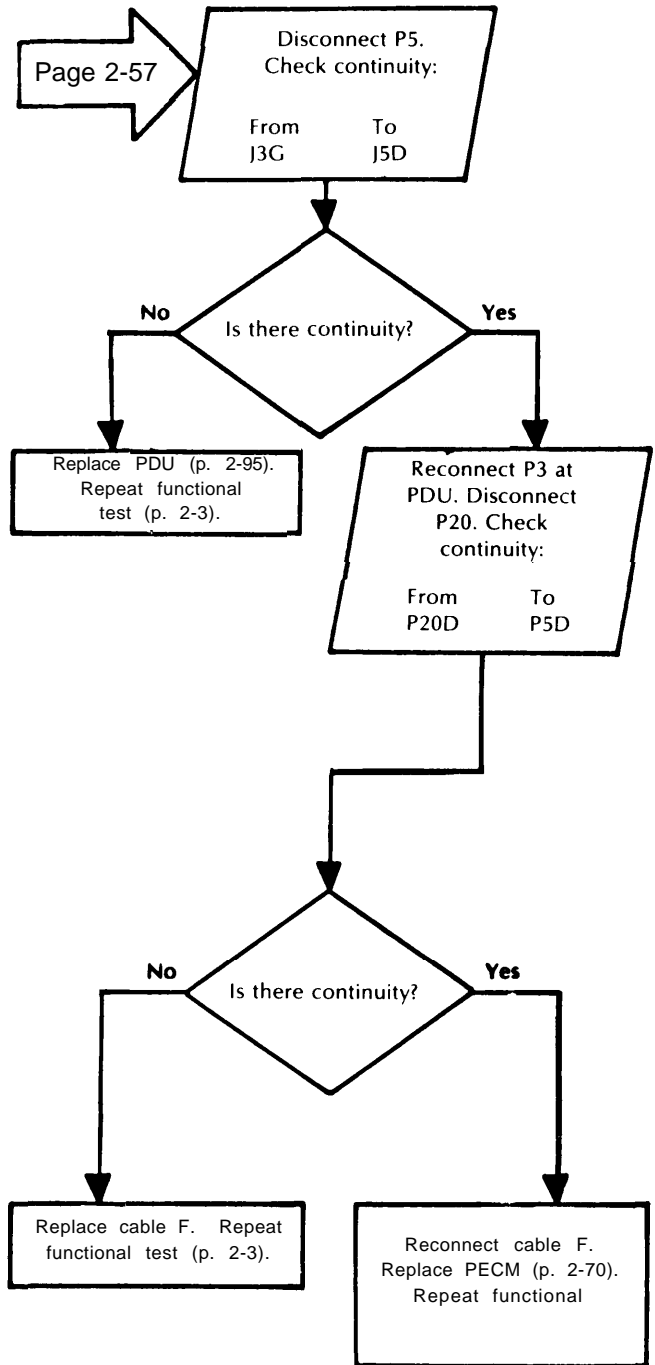 Page 2-57
Disconnect P5.
Check continuity:
From To
J3G J5D
Is there continuity?
No
Yes
Replace PDU (p. 2-95).
Repeat functional
test (p. 2-3).
Reconnect P3 at
PDU. Disconnect
P20. Check
continuity:
From To
P20D P5D
Is there continuity?
No
Yes
Replace cable F. Repeat
functional test (p. 2-3).
Reconnect cable F.
Replace PECM (p. 2-70).
Repeat functional